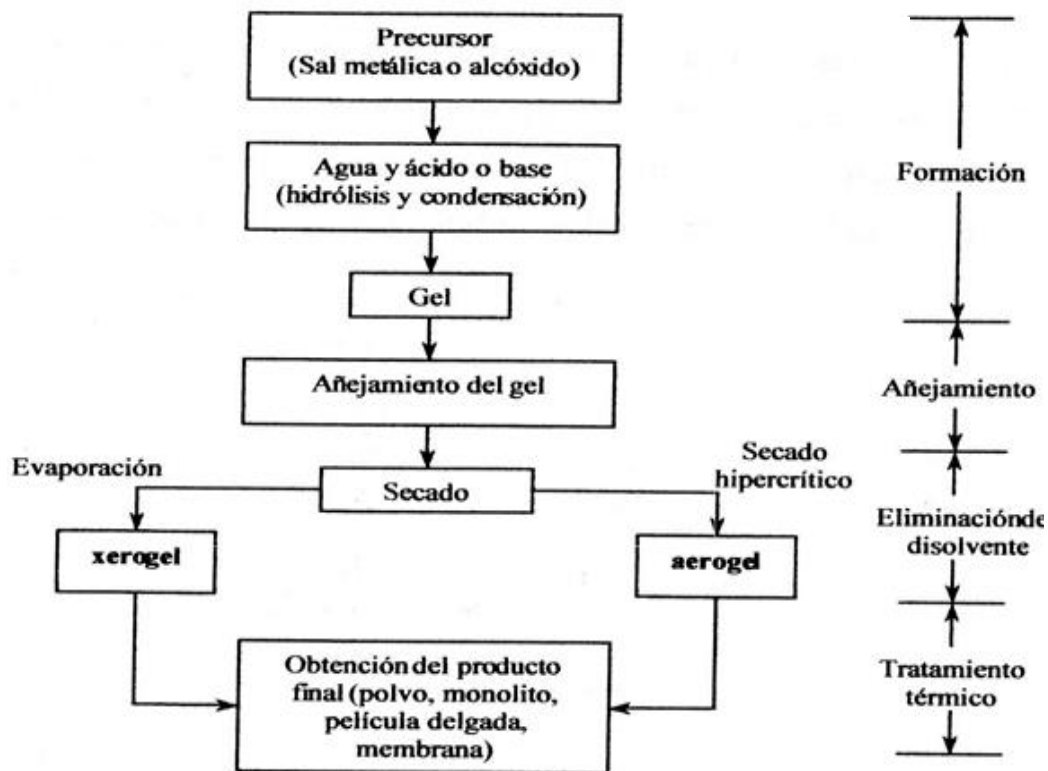 Precursor
(Sal metálica o alcóxido)
Agua y ácido o base
(hidrólisis y condensación)
Formación
Gel
Añejamiento del gel
Añejamiento
Evaporación
Secado
Secado
hipercrítico
xerogel
aerogel
Eliminaciónde
disolvente
Obtención del producto
final (polvo, monolito,
película delgada,
membrana)
Tratamiento
térmico